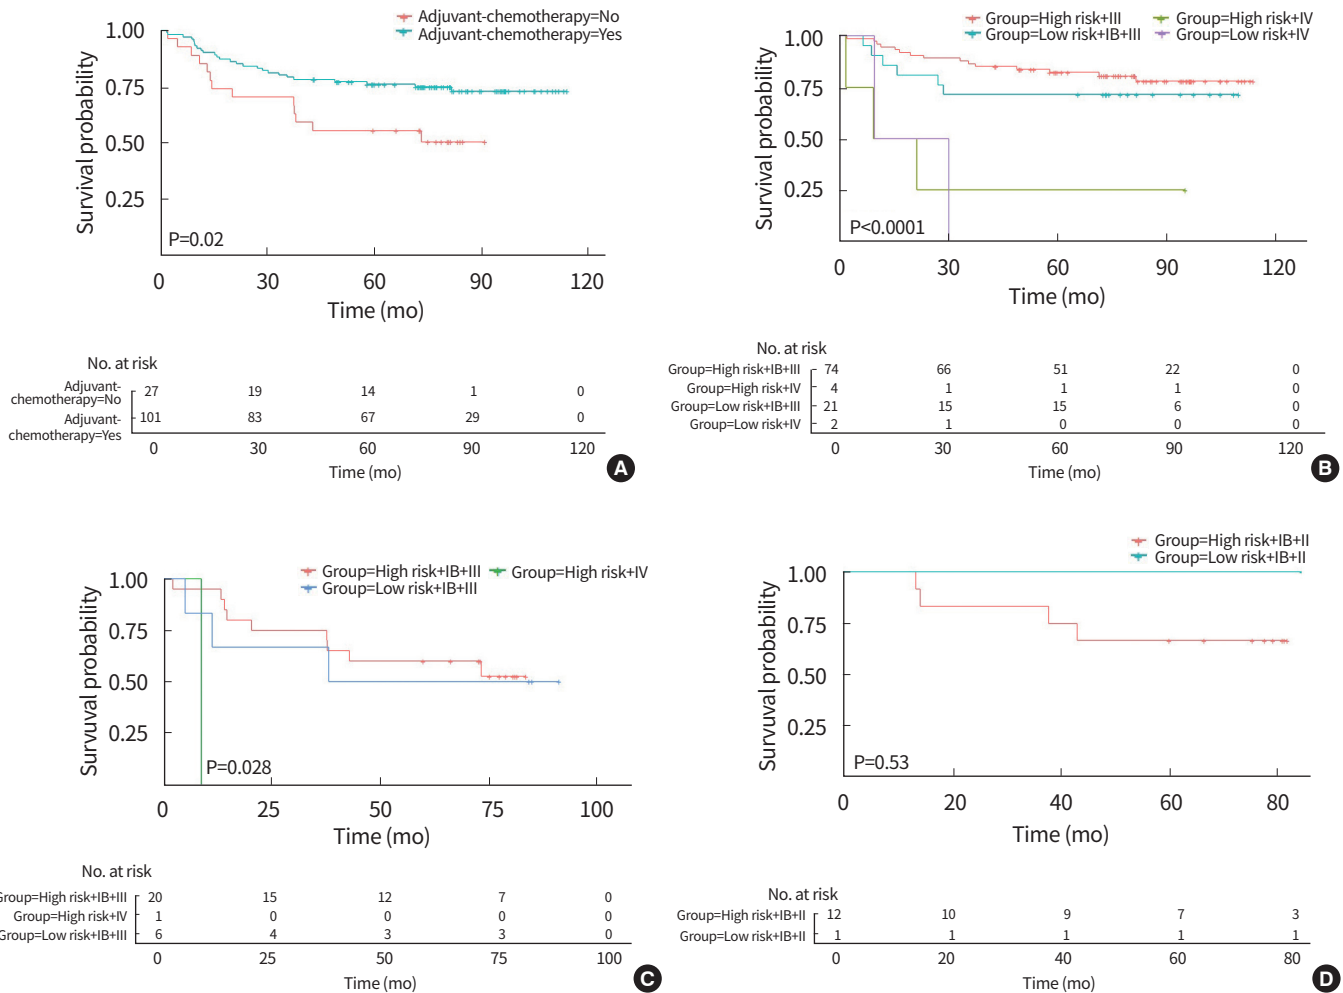 Adjuvant-chemotherapy=No
Adjuvant-chemotherapy=Yes
1.00
0.75
0.50
0.25
Survival probability
P=0.02
0 30 60 90 120
Time (mo)
No. at risk
Adjuvant-
chemotherapy=No
27 19 14 1 0
Adjuvant-
chemotherapy=Yes
101 83 67 29 0
0 30 60 90 120
Time (mo)
A
Group=High risk+III Group=High risk+IV
Group=Low risk+IB+III Group=Low risk+IV
1.00
0.75
0.50
0.25
Survival probability
P<0.0001
0 30 60 90 120
Time (mo)
No. at risk
Group=High risk+IB+III 74 66 51 22 0
Group=High risk+IV 4 1 1 1 0
Group=Low risk+IB+III 21 15 15 6 0
Group=Low risk+IV 2 1 0 0 0
0 30 60 90 120
Time (mo)
B
Group=High risk+IB+III Group=High risk+IV
Group=Low risk+IB+III
1.00
0.75
0.50
0.25
Survuval probability
P=0.028
0 25 50 75 100
Time (mo)
No. at risk
Group=High risk+IB+III 20 15 12 7 0
Group=High risk+IV 1 0 0 0 0
Group=Low risk+IB+III 6 4 3 3 0
0 25 50 75 100
Time (mo)
C
Group=High risk+IB+II
Group=Low risk+IB+II
1.00
0.75
0.50
0.25
Survuval probability
P=0.53
0 20 40 60 80
Time (mo)
No. at risk
Group=High risk+IB+II 12 10 9 7 3
Group=Low risk+IB+II 1 1 1 1 1
0 20 40 60 80
Time (mo)
D